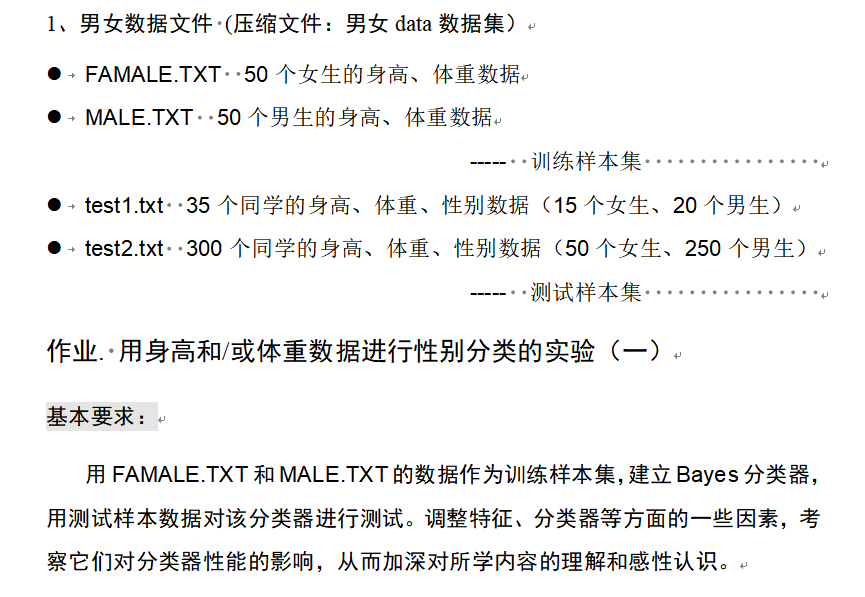 1、男女数据文件 (压缩文件：男女 data 数据集）
● FAMALE.TXT  50 个女生的身高、体重数据
● MALE.TXT  50 个男生的身高、体重数据
-----  训练样本集
● test1.txt  35 个同学的身高、体重、性别数据（15 个女生、20 个男生）
● test2.txt  300 个同学的身高、体重、性别数据（50 个女生、250 个男生）
-----  测试样本集
作业. 用身高和/或体重数据进行性别分类的实验（一）
基本要求：
用 FAMALE.TXT 和 MALE.TXT 的数据作为训练样本集，建立 Bayes 分类器，
用测试样本数据对该分类器进行测试。调整特征、分类器等方面的一些因素，考
察它们对分类器性能的影响，从而加深对所学内容的理解和感性认识。